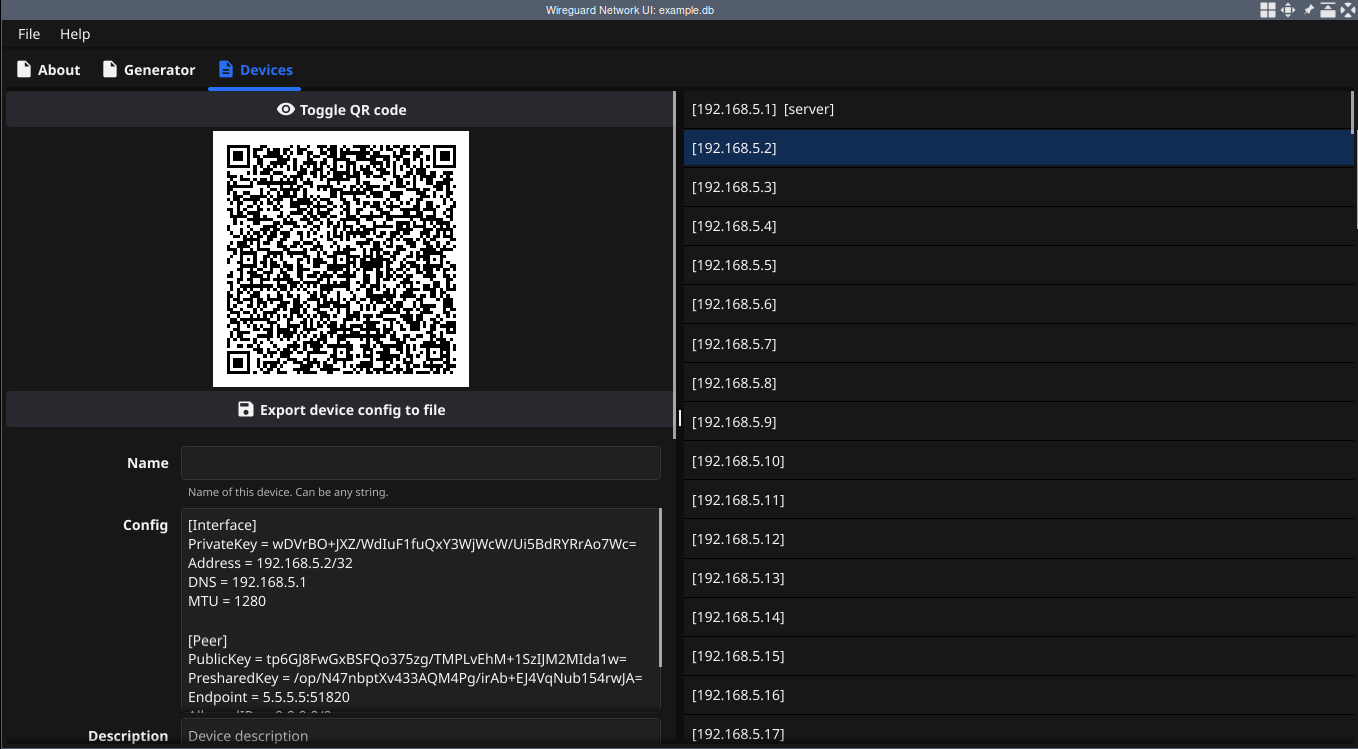 Wireguard Network UI: example.db
File Help
About Generator Devices
Toggle QR code
Export device config to file
Name
Name of this device. Can be any string.
Config
[Interface]
PrivateKey = wDVrBO+JXZ/WdIuF1fuQxY3WjWcW/Ui5BdRYRrAo7Wc=
Address = 192.168.5.2/32
DNS = 192.168.5.1
MTU = 1280
[Peer]
PublicKey = tp6GJ8FwGxBSFQo375zg/TMPLvEhM+1SzIJM2MIda1w=
PresharedKey = /op/N47nbptXv433AQM4Pg/irAb+EJ4VqNub154rwJA=
Endpoint = 5.5.5.5:51820
Description
Device description
[192.168.5.1] [server]
[192.168.5.2]
[192.168.5.3]
[192.168.5.4]
[192.168.5.5]
[192.168.5.6]
[192.168.5.7]
[192.168.5.8]
[192.168.5.9]
[192.168.5.10]
[192.168.5.11]
[192.168.5.12]
[192.168.5.13]
[192.168.5.14]
[192.168.5.15]
[192.168.5.16]
[192.168.5.17]